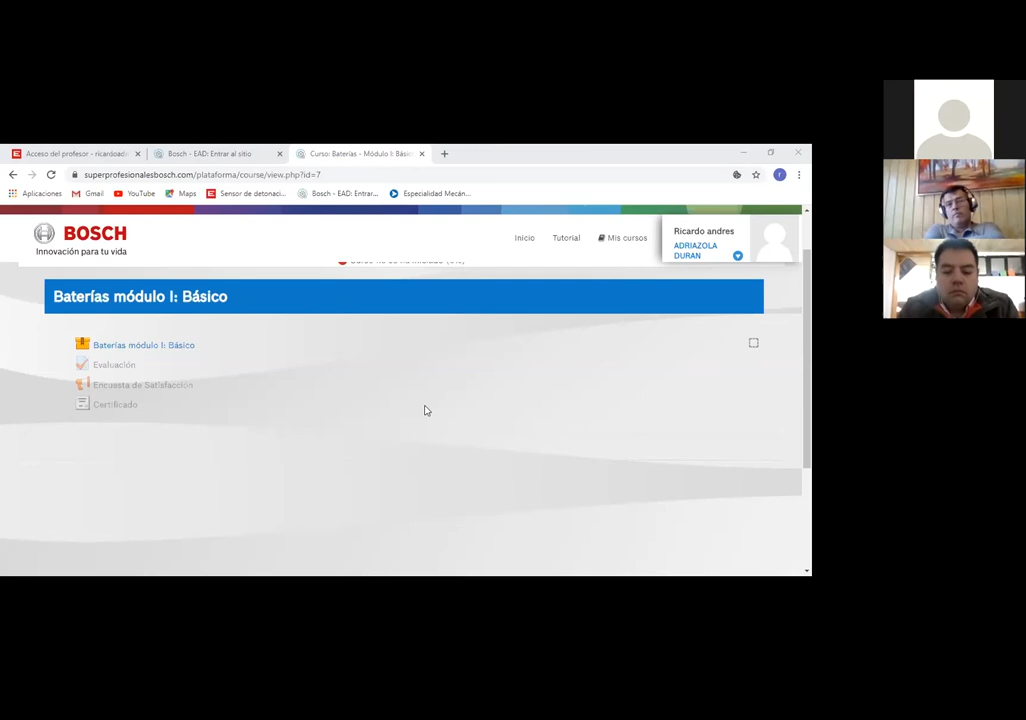 Acceso del profesor - ricardoad
Bosch - EAD: Entrar al sitio
Curso: Baterías - Módulo I: Bási
superprofesionalesbosch.com/plataforma/course/view.php?id=7
Aplicaciones
Gmail
YouTube
Maps
Sensor de detonaci...
Bosch - EAD: Entrar...
Especialidad Mecán...
BOSCH
Innovación para tu vida
Inicio
Tutorial
Mis cursos
Ricardo andres
ADRIAZOLA
DURAN
Baterías módulo I: Básico
Baterías módulo I: Básico
Evaluación
Encuesta de Satisfacción
Certificado